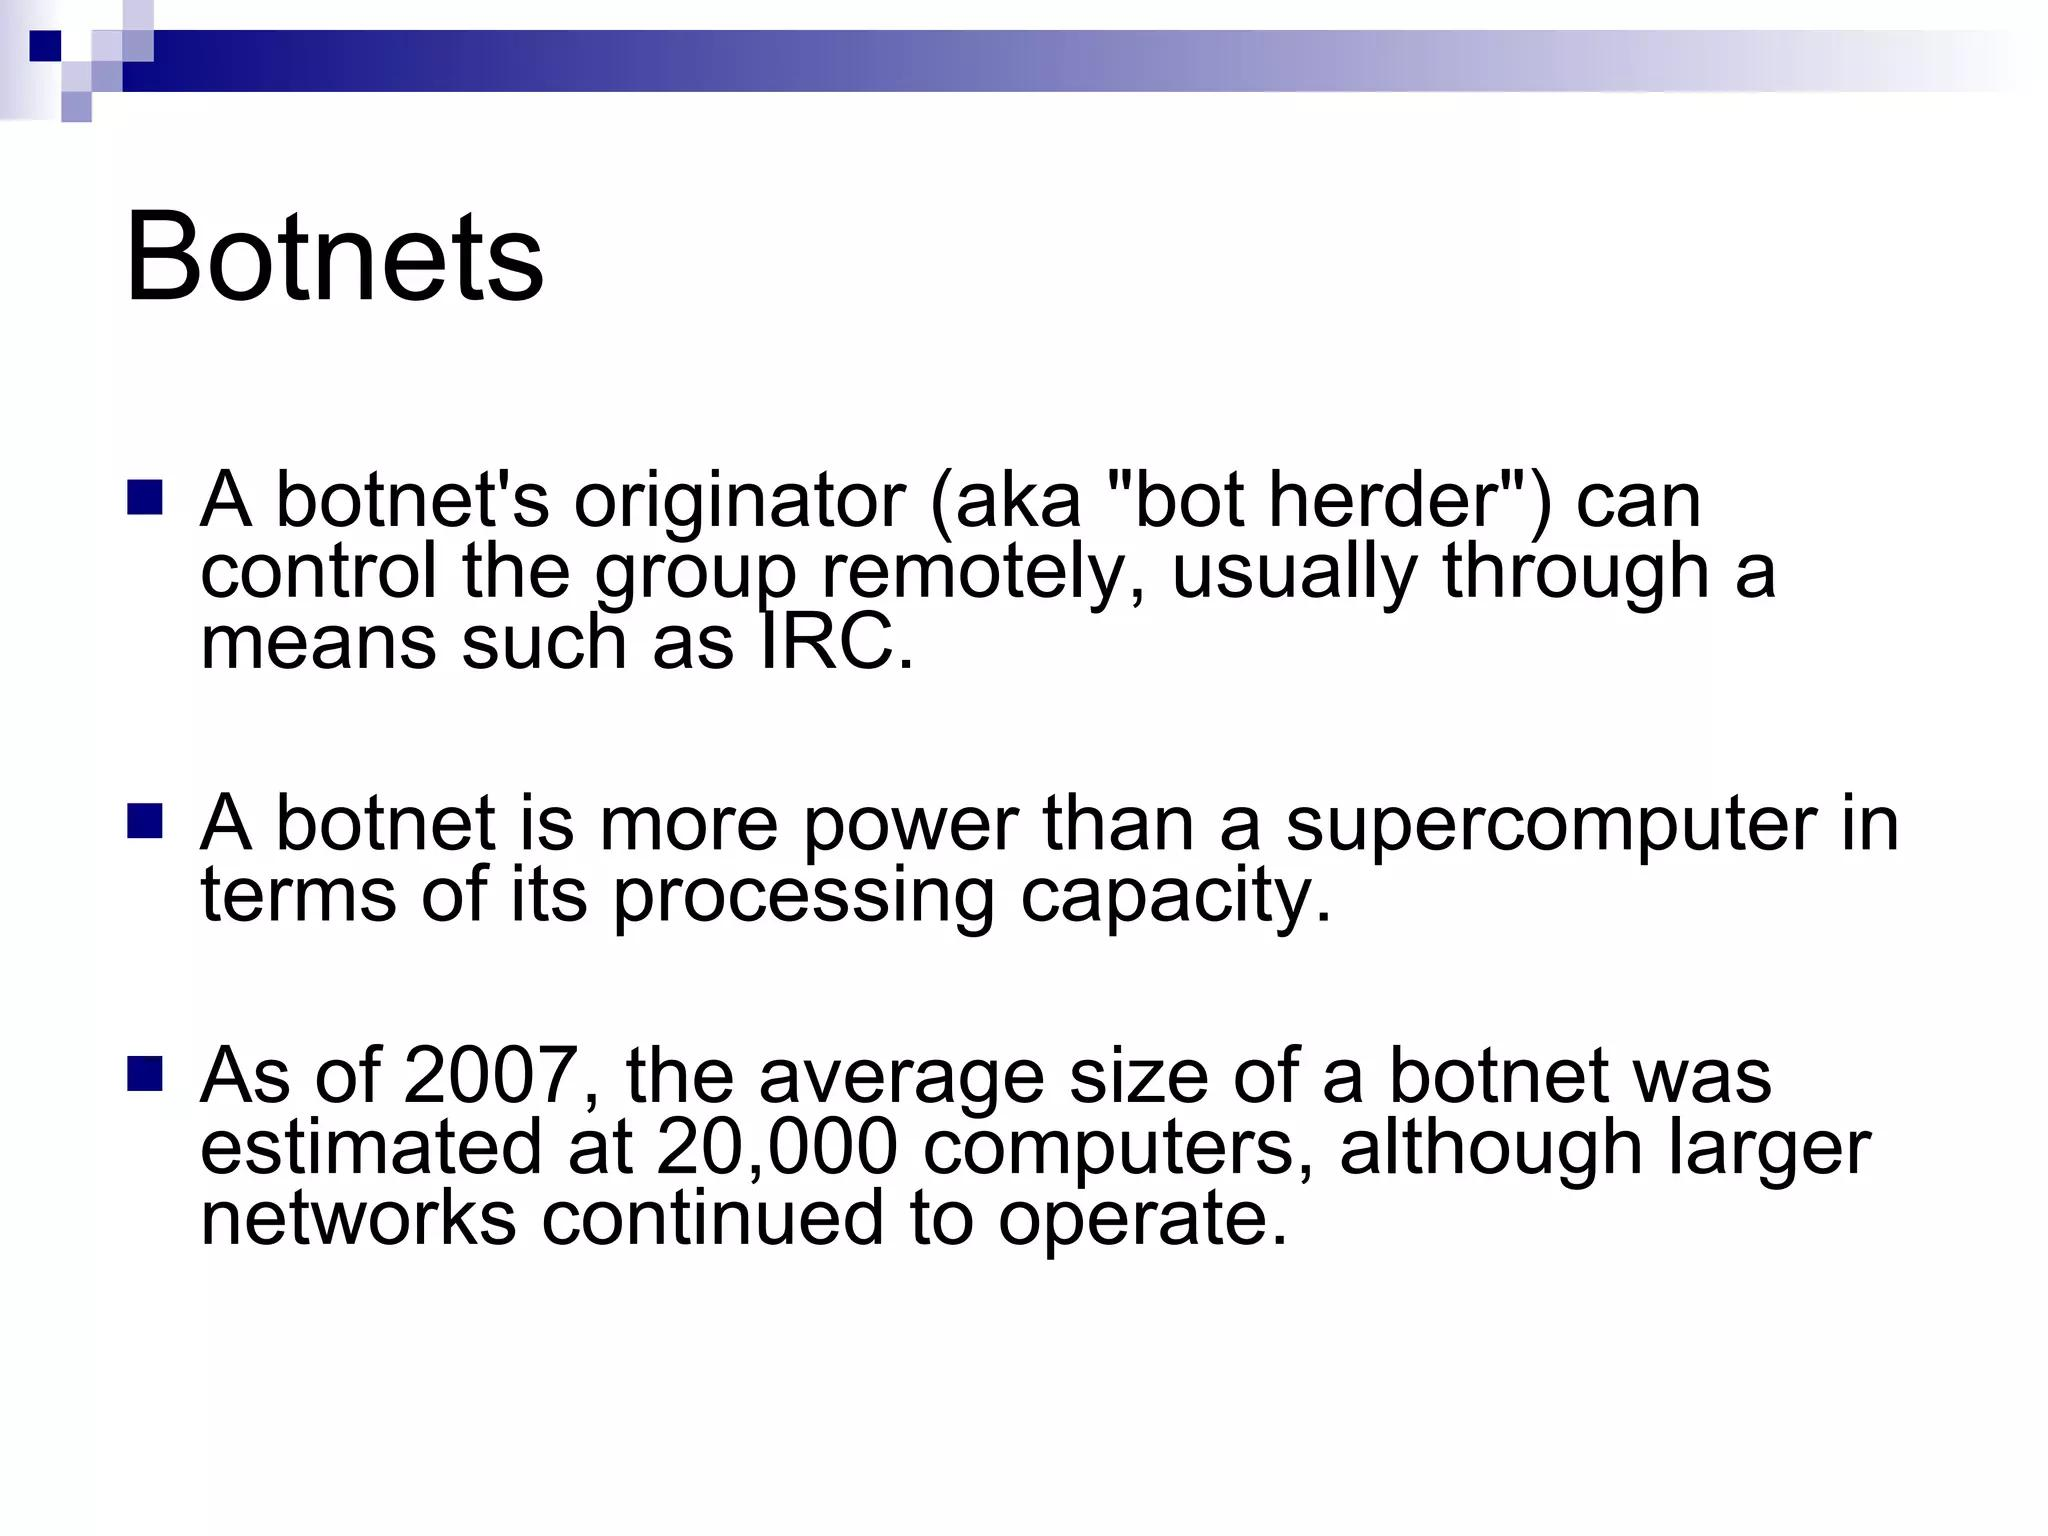 Botnets
A botnet's originator (aka "bot herder") can
control the group remotely, usually through a
means such as IRC.
A botnet is more power than a supercomputer in
terms of its processing capacity.
As of 2007, the average size of a botnet was
estimated at 20,000 computers, although larger
networks continued to operate.